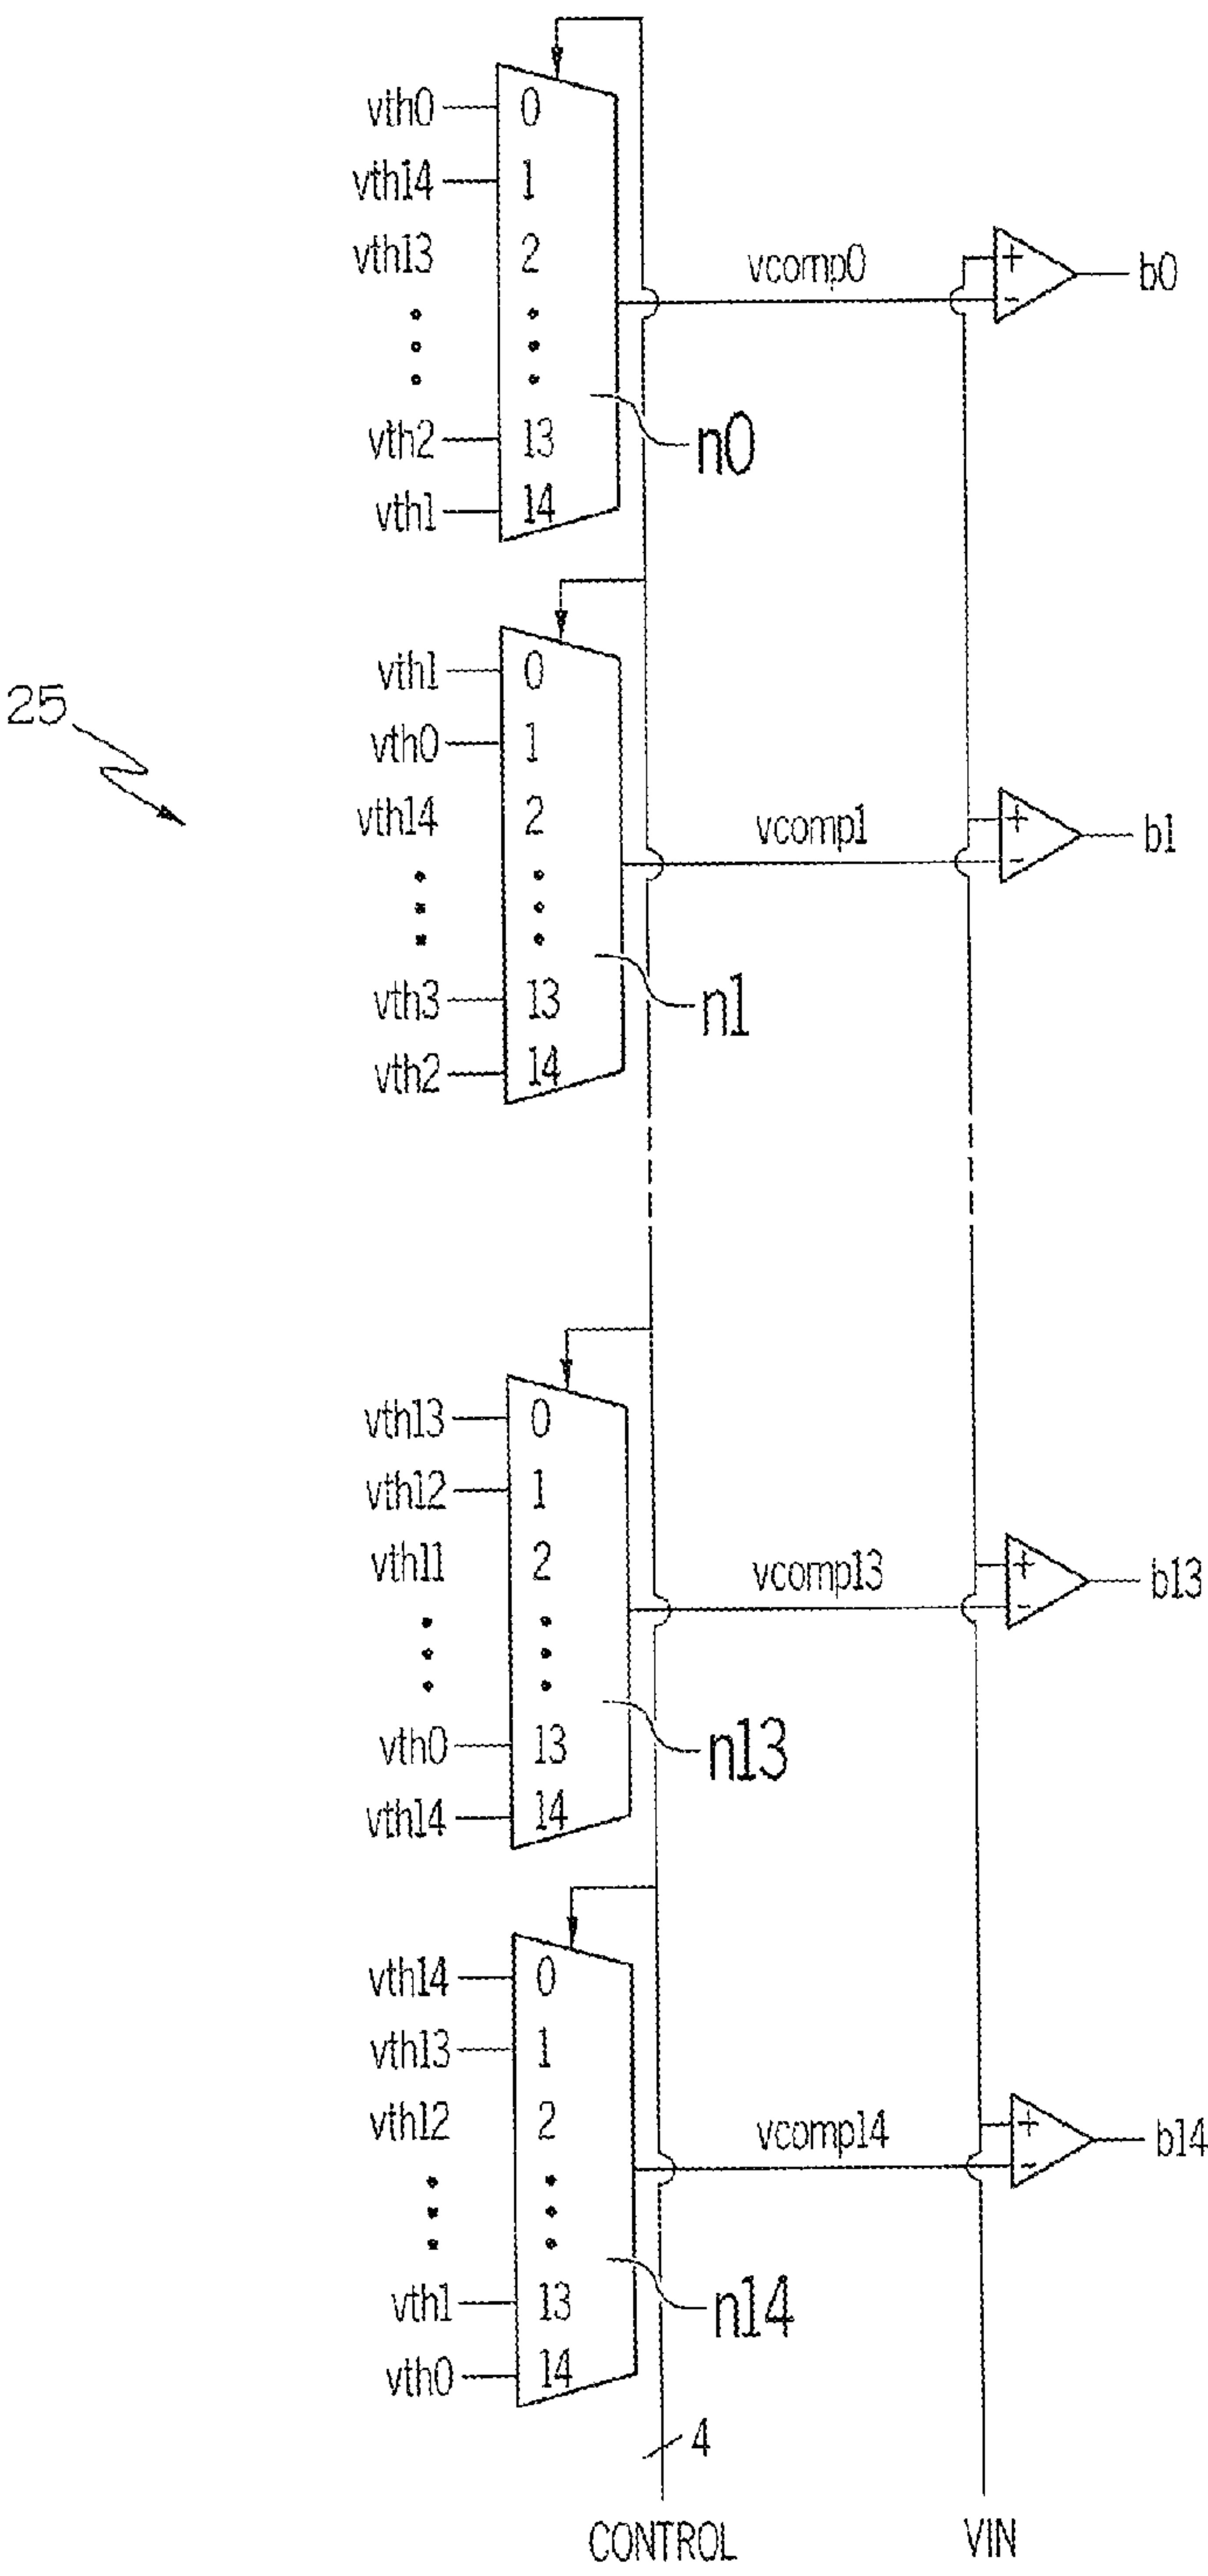 vth0 0
vth14 1
vth13 2
vcomp0
+
-
b0
vth2 13
n0
vth1 14
25
vth1 0
vth0 1
vth14 2
vcomp1
+
-
b1
vth3 13
n1
vth2 14
vth13 0
vth12 1
vth11 2
vcomp13
+
-
b13
vth0 13
n13
vth14 14
vth14 0
vth13 1
vth12 2
vcomp14
+
-
b14
vth1 13
n14
vth0 14
4
CONTROL VIN